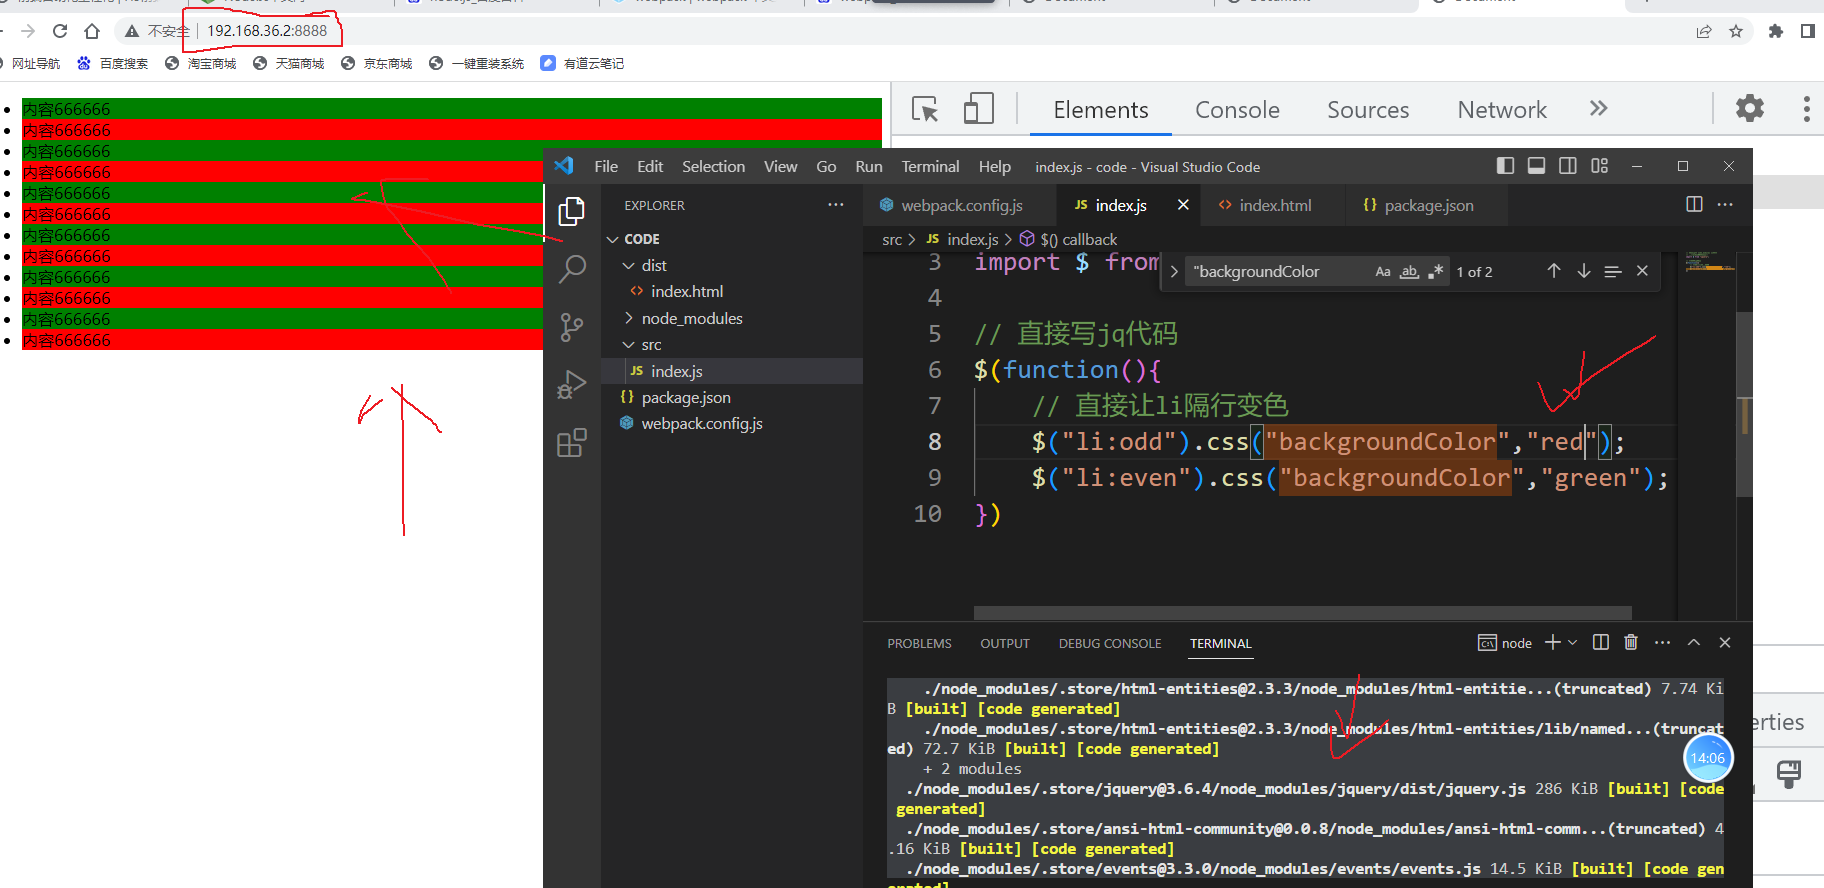 不安全 192.168.36.2:8888
网址导航 百度搜索 淘宝商城 天猫商城 京东商城 一键重装系统 有道云笔记
内容666666
内容666666
内容666666
内容666666
内容666666
内容666666
内容666666
内容666666
内容666666
内容666666
内容666666
内容666666
Elements Console Sources Network
File Edit Selection View Go Run Terminal Help index.js - code - Visual Studio Code
EXPLORER
CODE
dist
index.html
node_modules
src
JS index.js
{} package.json
webpack.config.js
webpack.config.js JS index.js index.html {} package.json
src > JS index.js > $() callback
"backgroundColor Aa ab 1 of 2
3 import $ from
4
5 // 直接写jq代码
6 $(function(){
7 // 直接让li隔行变色
8 $("li:odd").css("backgroundColor","red");
9 $("li:even").css("backgroundColor","green");
10 })
PROBLEMS OUTPUT DEBUG CONSOLE TERMINAL node
./node_modules/.store/html-entities@2.3.3/node_modules/html-entitie...(truncated) 7.74 Ki
B [built] [code generated]
./node_modules/.store/html-entities@2.3.3/node_modules/html-entities/lib/named...(truncat
ed) 72.7 KiB [built] [code generated]
+ 2 modules
./node_modules/.store/jquery@3.6.4/node_modules/jquery/dist/jquery.js 286 KiB [built] [code
generated]
./node_modules/.store/ansi-html-community@0.0.8/node_modules/ansi-html-comm...(truncated) 4
.16 KiB [built] [code generated]
./node_modules/.store/events@3.3.0/node_modules/events/events.js 14.5 KiB [built] [code gen
erated]
erties
14:06